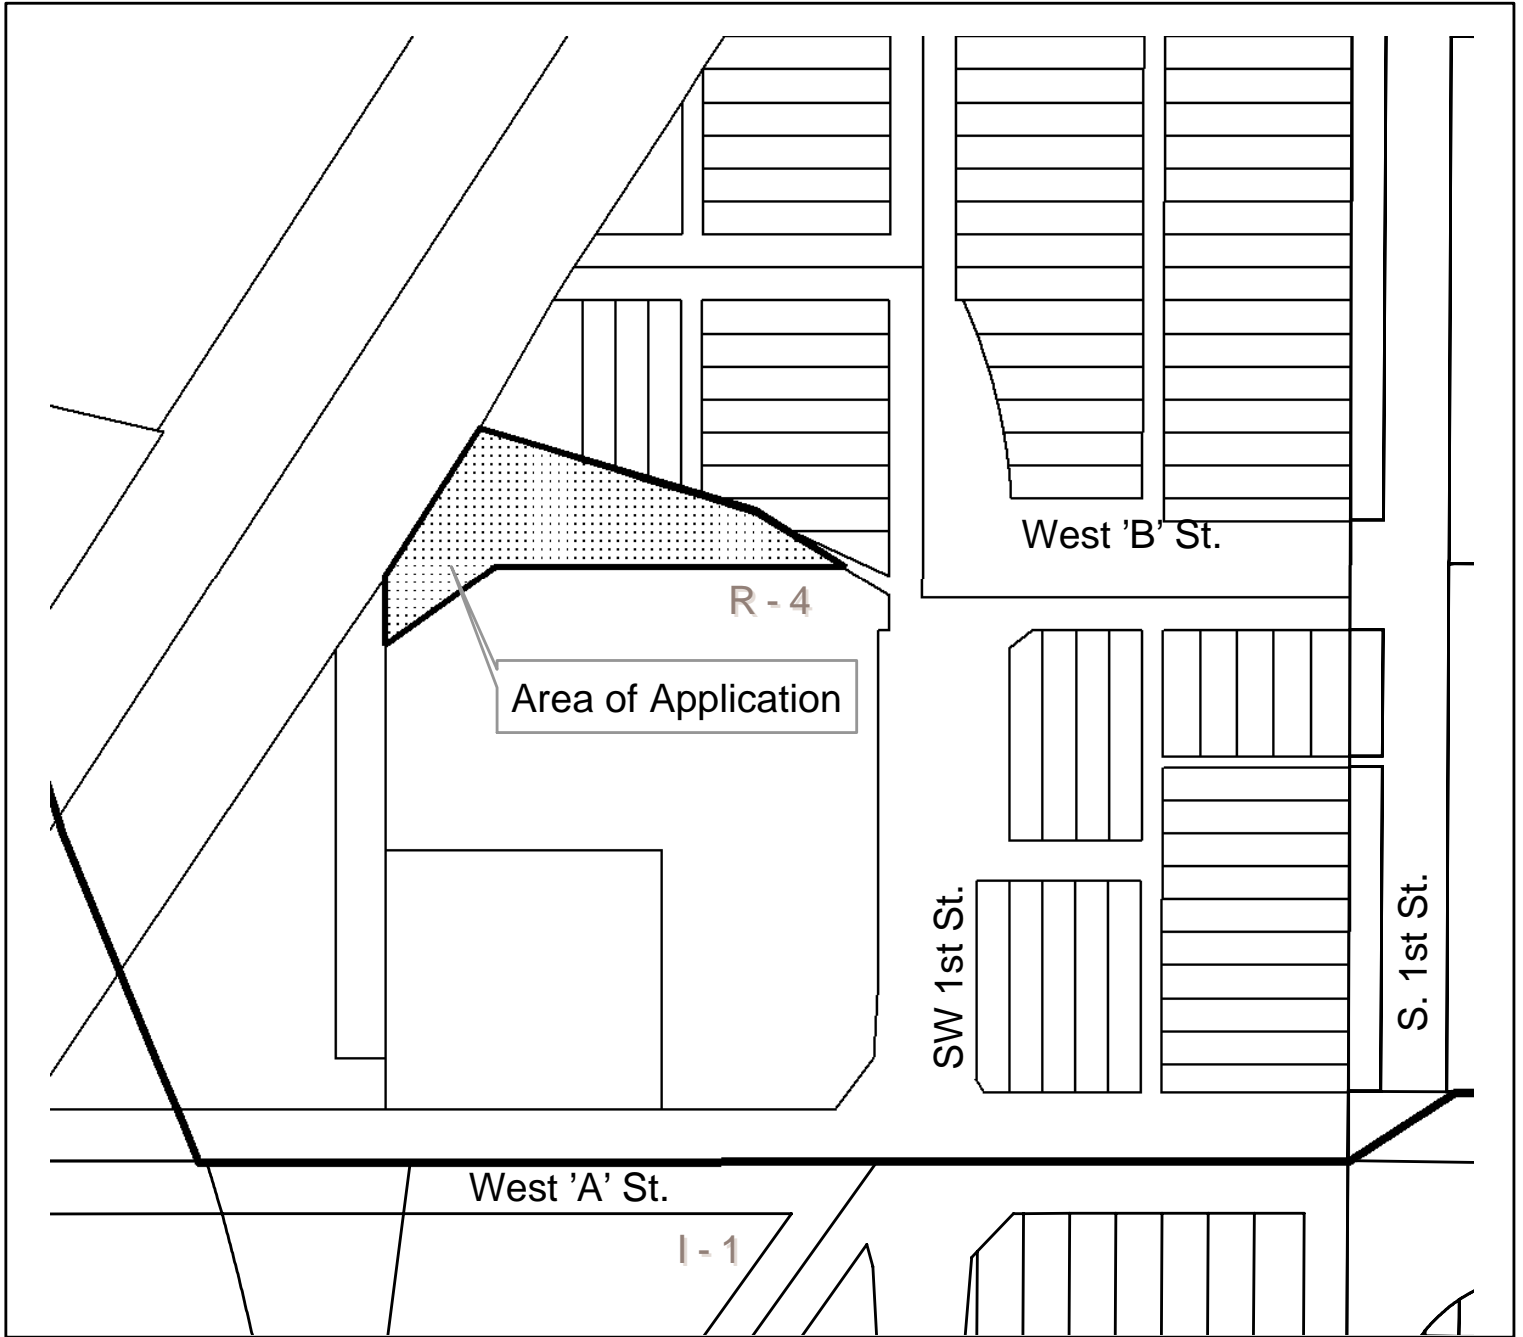 West 'B' St.
R - 4
Area of Application
SW 1st St.
S. 1st St.
West 'A' St.
I - 1